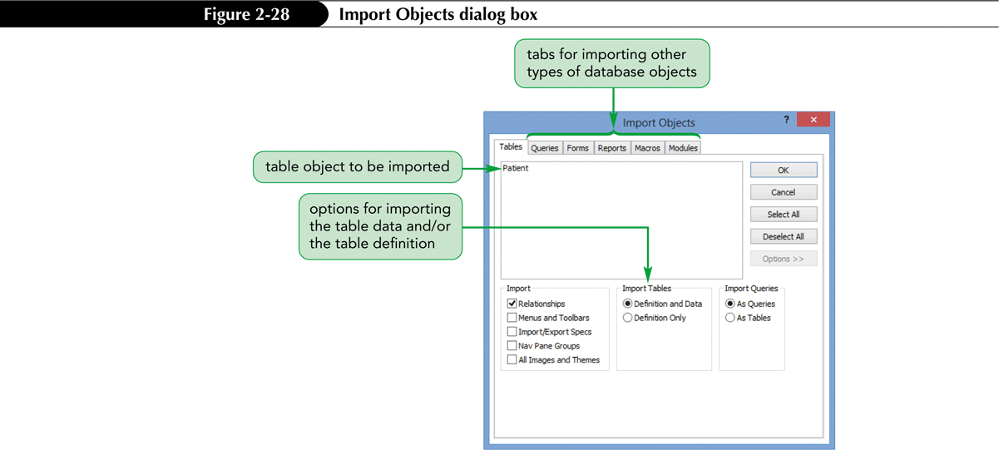 Figure 2-28 Import Objects dialog box
tabs for importing other
types of database objects
Import Objects
? ×
Tables Queries Forms Reports Macros Modules
table object to be imported
Patient
OK
Cancel
Select All
Deselect All
Options >>
options for importing
the table data and/or
the table definition
Import
Relationships
Menus and Toolbars
Import/Export Specs
Nav Pane Groups
All Images and Themes
Import Tables
Definition and Data
Definition Only
Import Queries
As Queries
As Tables